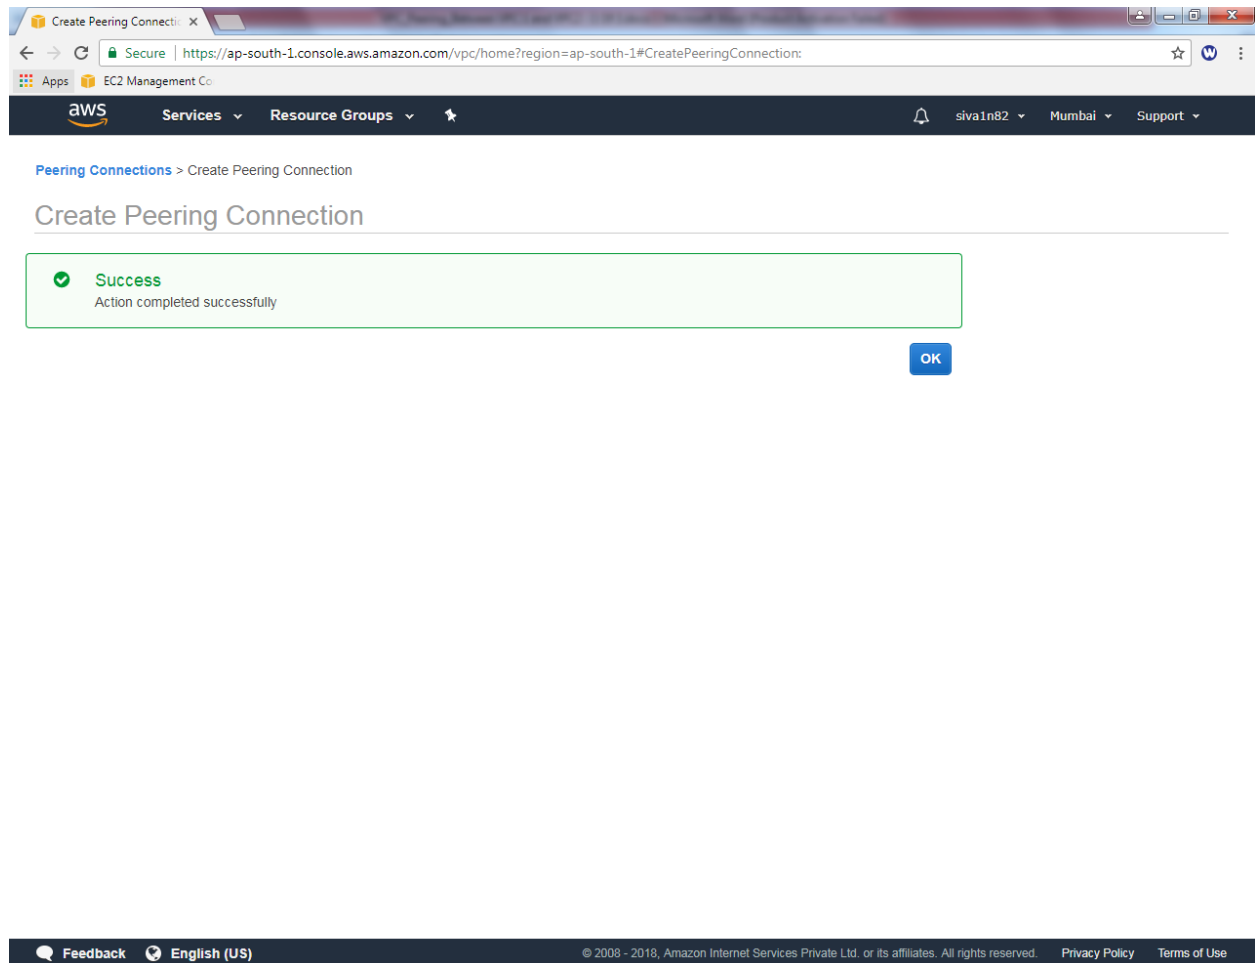 Create Peering Connectic
Secure | https://ap-south-1.console.aws.amazon.com/vpc/home?region=ap-south-1#CreatePeeringConnection:
Apps EC2 Management Co
aws Services Resource Groups siva1n82 Mumbai Support
Peering Connections > Create Peering Connection
Create Peering Connection
Success
Action completed successfully
OK
Feedback English (US) © 2008 - 2018, Amazon Internet Services Private Ltd. or its affiliates. All rights reserved. Privacy Policy Terms of Use